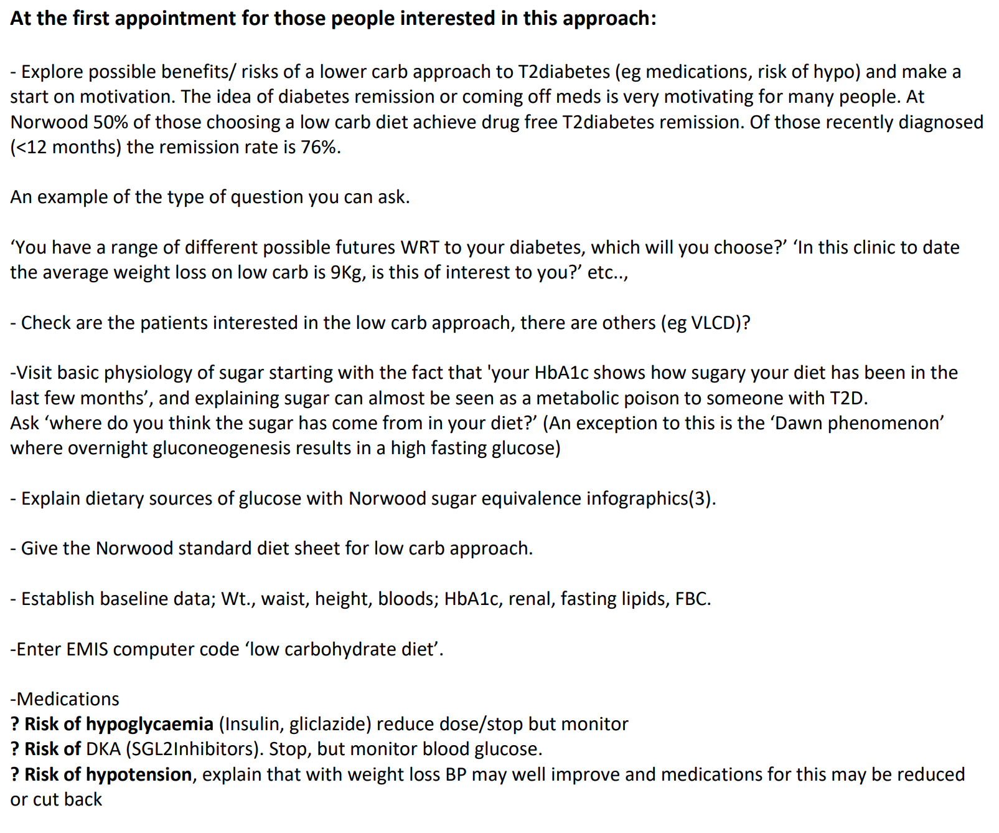 At the first appointment for those people interested in this approach:
- Explore possible benefits/ risks of a lower carb approach to T2diabetes (eg medications, risk of hypo) and make a
start on motivation. The idea of diabetes remission or coming off meds is very motivating for many people. At
Norwood 50% of those choosing a low carb diet achieve drug free T2diabetes remission. Of those recently diagnosed
(<12 months) the remission rate is 76%.
An example of the type of question you can ask.
‘You have a range of different possible futures WRT to your diabetes, which will you choose?’ ‘In this clinic to date
the average weight loss on low carb is 9Kg, is this of interest to you?’ etc..,
- Check are the patients interested in the low carb approach, there are others (eg VLCD)?
-Visit basic physiology of sugar starting with the fact that 'your HbA1c shows how sugary your diet has been in the
last few months’, and explaining sugar can almost be seen as a metabolic poison to someone with T2D.
Ask ‘where do you think the sugar has come from in your diet?’ (An exception to this is the ‘Dawn phenomenon’
where overnight gluconeogenesis results in a high fasting glucose)
- Explain dietary sources of glucose with Norwood sugar equivalence infographics(3).
- Give the Norwood standard diet sheet for low carb approach.
- Establish baseline data; Wt., waist, height, bloods; HbA1c, renal, fasting lipids, FBC.
-Enter EMIS computer code ‘low carbohydrate diet’.
-Medications
? Risk of hypoglycaemia (Insulin, gliclazide) reduce dose/stop but monitor
? Risk of DKA (SGL2Inhibitors). Stop, but monitor blood glucose.
? Risk of hypotension, explain that with weight loss BP may well improve and medications for this may be reduced
or cut back